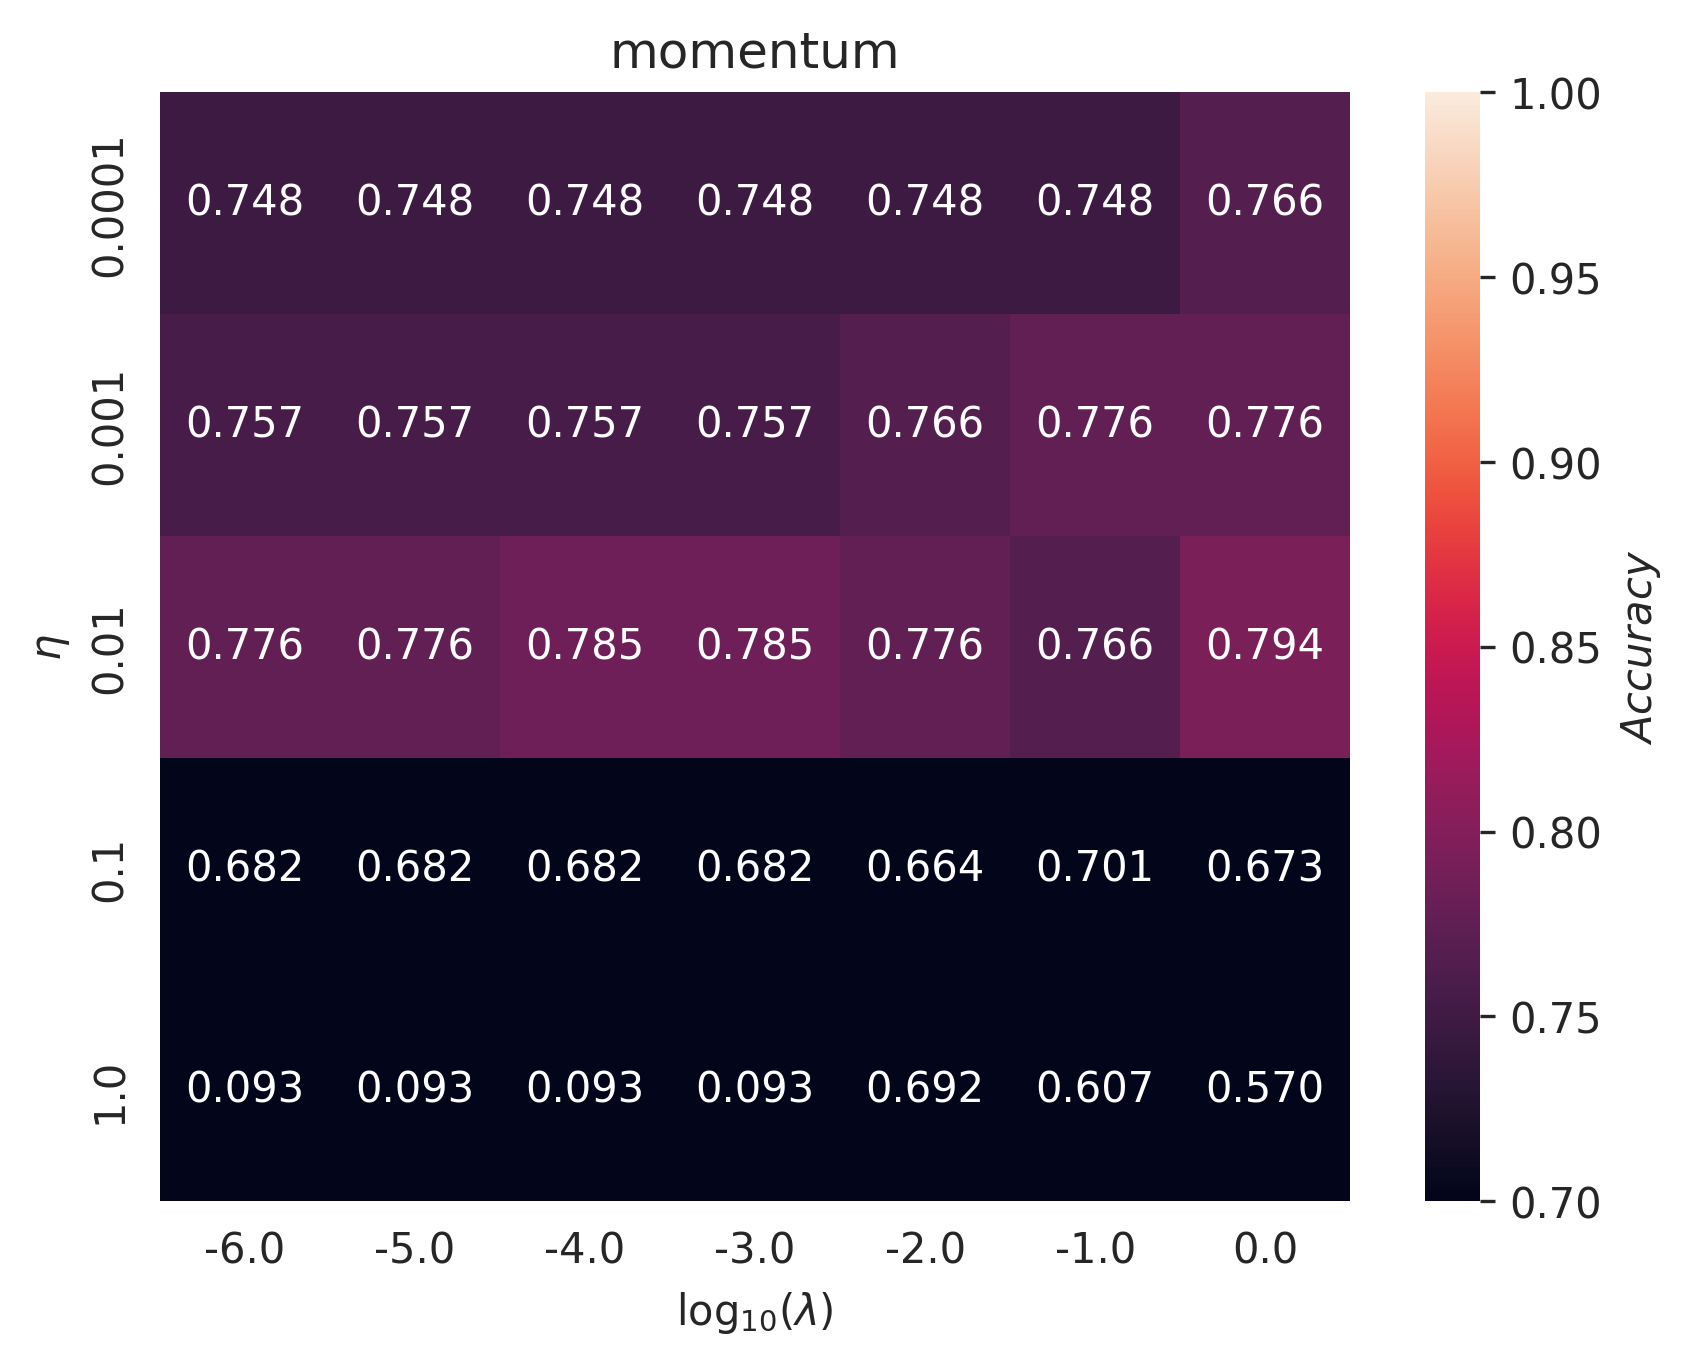 momentum
0.0001 0.748 0.748 0.748 0.748 0.748 0.748 0.766
0.001 0.757 0.757 0.757 0.757 0.766 0.776 0.776
0.01 0.776 0.776 0.785 0.785 0.776 0.766 0.794
0.1 0.682 0.682 0.682 0.682 0.664 0.701 0.673
1.0 0.093 0.093 0.093 0.093 0.692 0.607 0.570
η
-6.0 -5.0 -4.0 -3.0 -2.0 -1.0 0.0
log₁₀(λ)
1.00
0.95
0.90
0.85
0.80
0.75
0.70
Accuracy